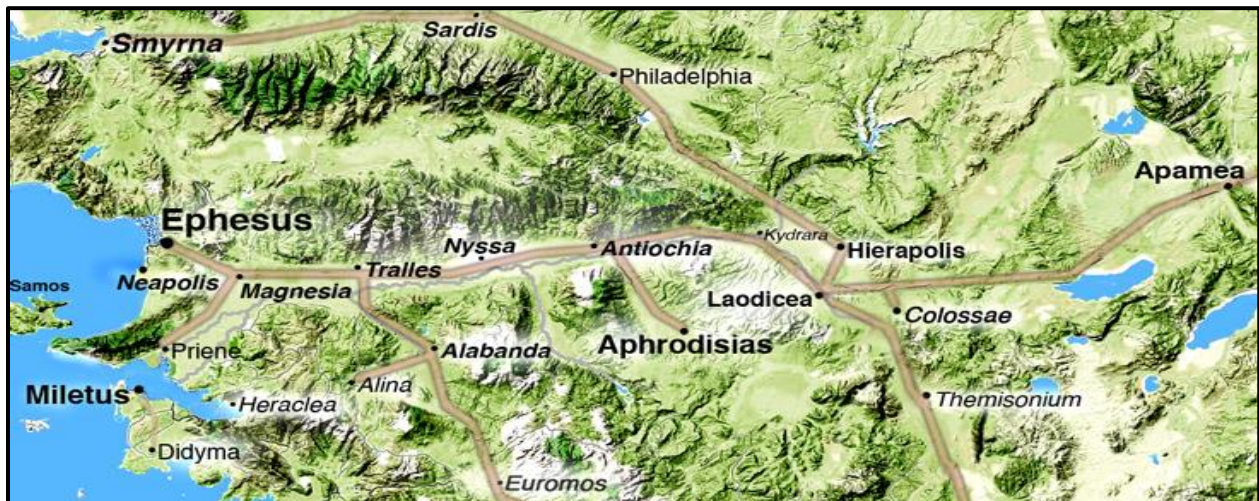 Smyrna
Sardis
Philadelphia
Apamea
Ephesus
Nyssa
Antiochia
Kydrara
Hierapolis
Neapolis
Tralles
Samos
Magnesia
Laodicea
Colossae
Priene
Alabanda
Aphrodisias
Miletus
Alina
Heraclea
Themisonium
Didyma
Euromos